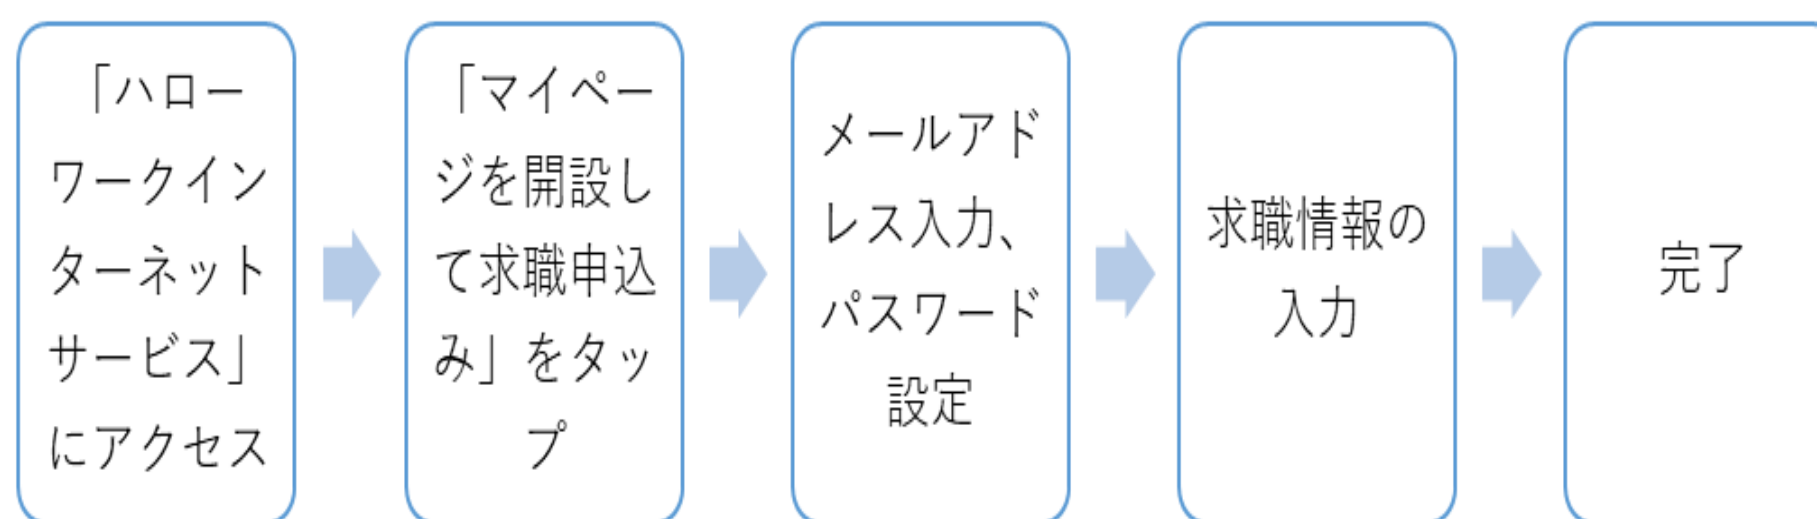 「ハロー
ワークイン
ターネット
サービス」
にアクセス
「マイペー
ジを開設し
て求職申込
み」をタッ
プ
メールアド
レス入力、
パスワード
設定
求職情報の
入力
完了